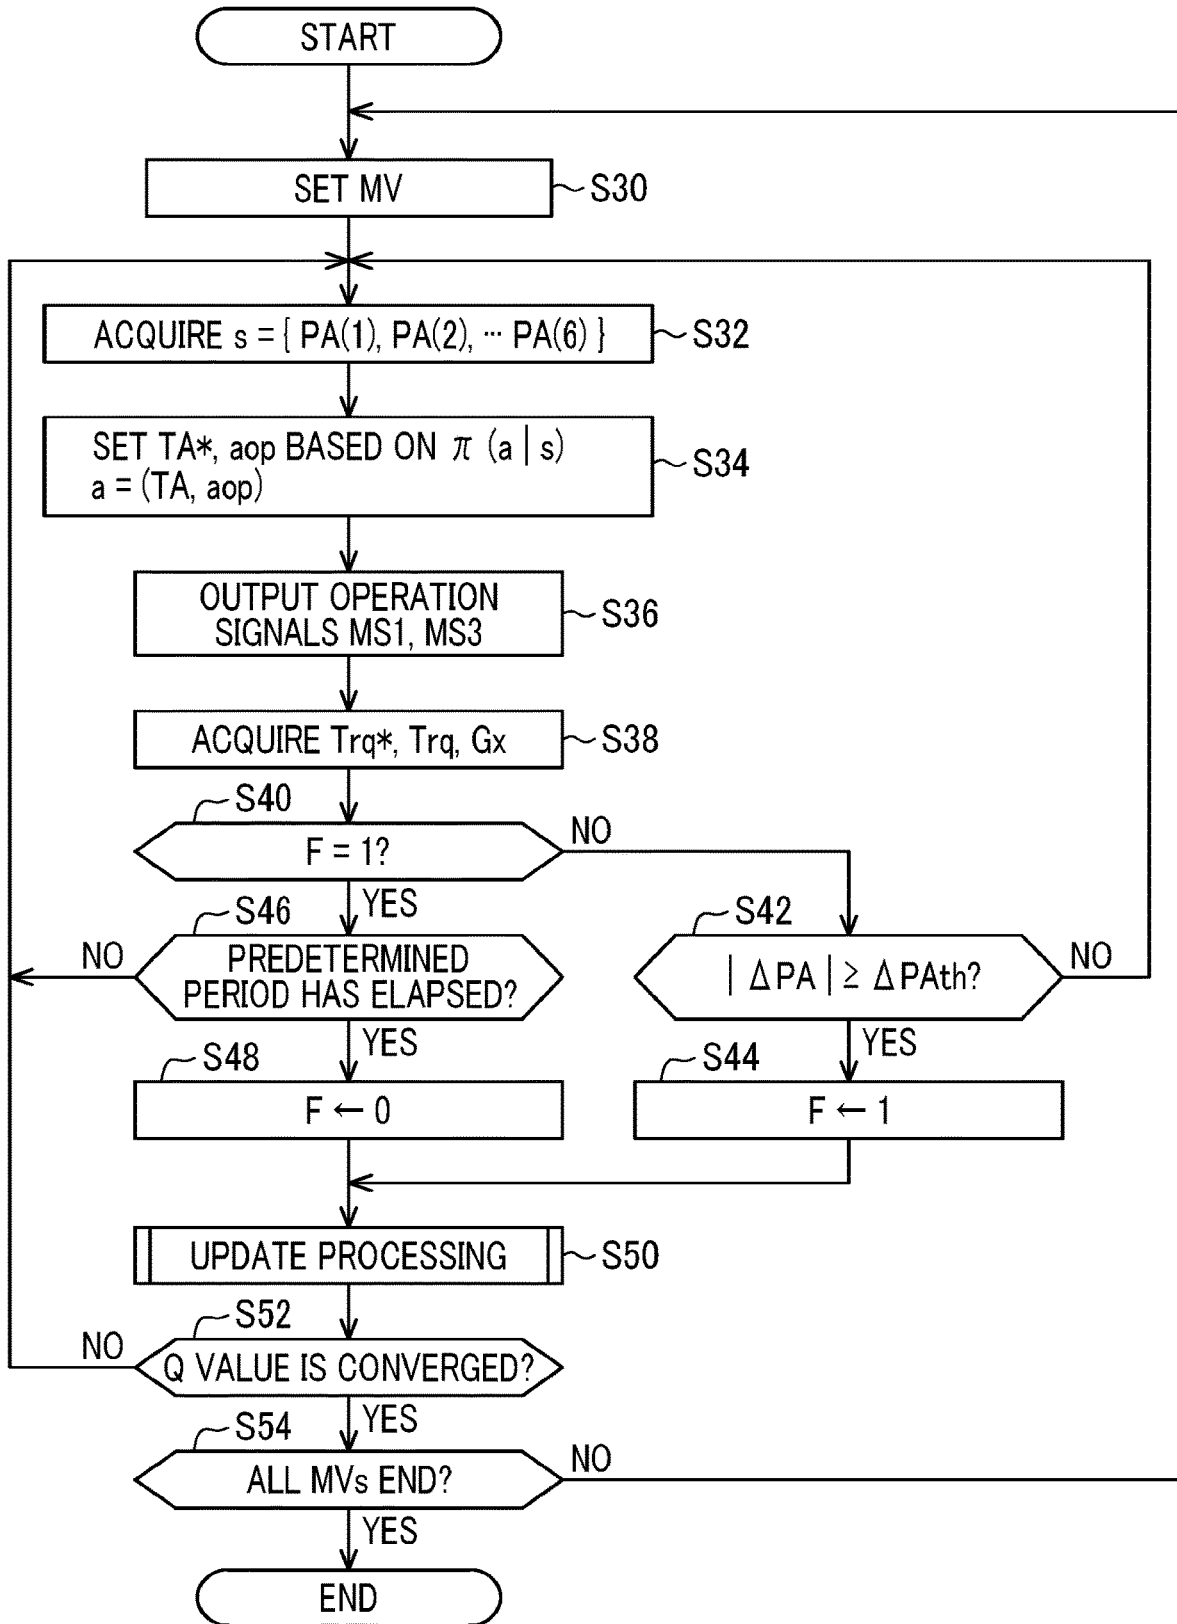 START
SET MV
S30
ACQUIRE s = { PA(1), PA(2), ··· PA(6) }
S32
SET TA*, aop BASED ON π (a | s)
a = (TA, aop)
S34
OUTPUT OPERATION
SIGNALS MS1, MS3
S36
ACQUIRE Trq*, Trq, Gx
S38
S40
F = 1?
NO
YES
S46
NO
PREDETERMINED
PERIOD HAS ELAPSED?
YES
S42
| ΔPA | ≥ ΔPAth?
NO
YES
S48
F ← 0
S44
F ← 1
UPDATE PROCESSING
S50
S52
NO
Q VALUE IS CONVERGED?
YES
S54
ALL MVs END?
NO
YES
END